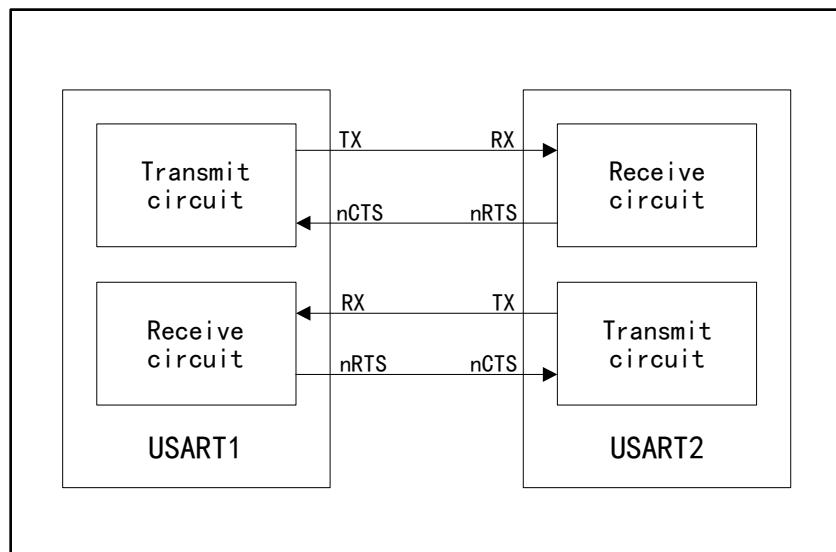 TX RX
Transmit
circuit
Receive
circuit
nCTS nRTS
RX TX
Receive
circuit
Transmit
circuit
nRTS nCTS
USART1 USART2